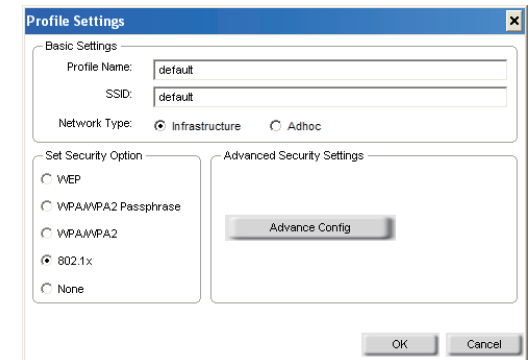 Profile Settings
Basic Settings
Profile Name: default
SSID: default
Network Type: Infrastructure Adhoc
Set Security Option
WEP
WPA/WPA2 Passphrase
WPA/WPA2
802.1x
None
Advanced Security Settings
Advance Config
OK Cancel